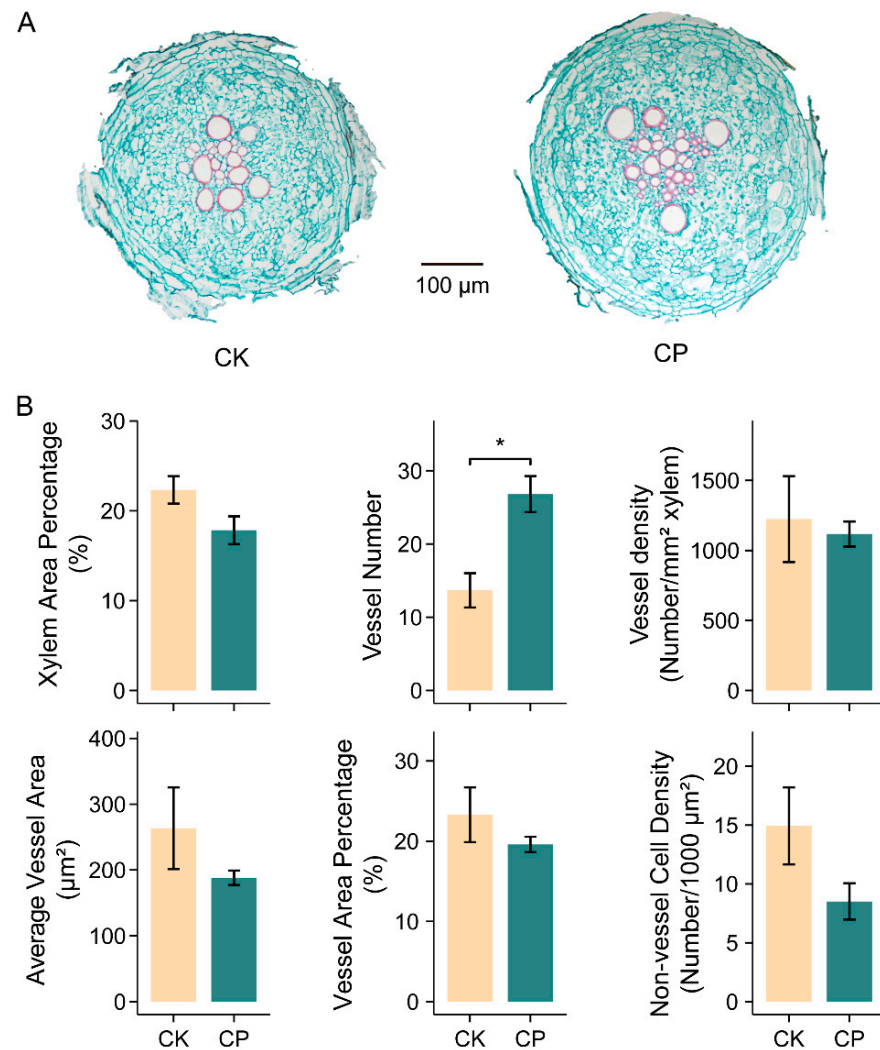 A
100 μm
CK
CP
B
Xylem Area Percentage
(%)
30
20
10
0
Vessel Number
30
20
10
0
*
Vessel density
(Number/mm² xylem)
1500
1000
500
0
Average Vessel Area
(μm²)
400
300
200
100
0
CK
CP
Vessel Area Percentage
(%)
30
20
10
0
CK
CP
Non-vessel Cell Density
(Number/1000 μm²)
20
15
10
5
0
CK
CP